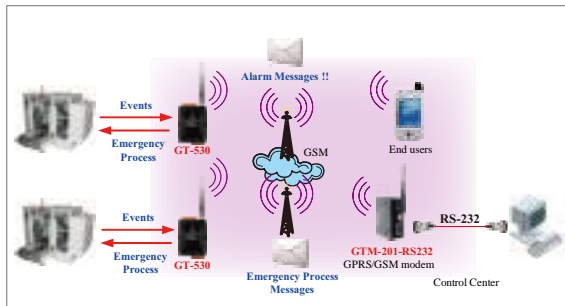 Alarm Messages !!
Events
Emergency
Process
GT-530
GSM
End users
Events
Emergency
Process
GT-530
Emergency Process
Messages
RS-232
GTM-201-RS232
GPRS/GSM modem
Control Center